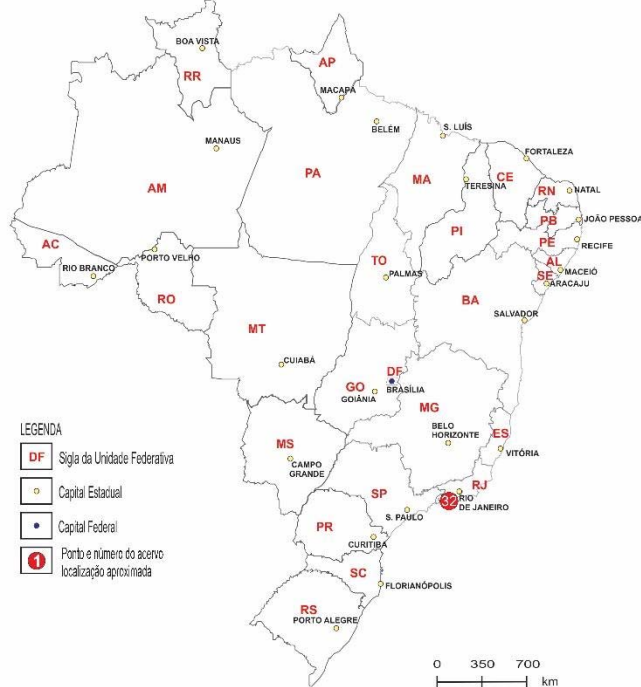 BOA VISTA
RR
AP
MACAPÁ
BELÉM
S. LUÍS
FORTALEZA
MANAUS
AM
PA
MA
TERESINA
CE
RN
NATAL
PB
JOÃO PESSOA
PI
PE
RECIFE
AC
PORTO VELHO
RIO BRANCO
AL
MACEIÓ
SE
ARACAJU
TO
PALMAS
RO
BA
MT
SALVADOR
CUIABÁ
DF
GO
BRASÍLIA
GOIÂNIA
MG
BELO
HORIZONTE
ES
VITÓRIA
MS
CAMPO
GRANDE
SP
RJ
32
RIO
DE JANEIRO
S. PAULO
PR
CURITIBA
SC
FLORIANÓPOLIS
RS
PORTO ALEGRE
LEGENDA
DF Sigla da Unidade Federativa
Capital Estadual
Capital Federal
1 Ponto e número do acervo
localização aproximada
0 350 700
km